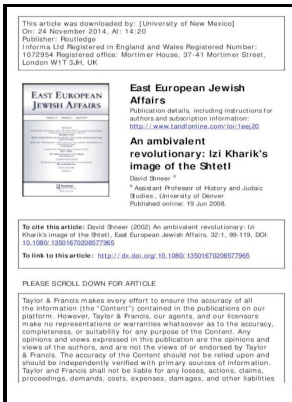 This article was downloaded by: [University of New Mexico]
On: 24 November 2014, At: 14:20
Publisher: Routledge
Informa Ltd Registered in England and Wales Registered Number:
1072954 Registered office: Mortimer House, 37-41 Mortimer Street,
London W1T 3JH, UK
EAST EUROPEAN
JEWISH AFFAIRS
East European Jewish
Affairs
Publication details, including instructions for
authors and subscription information:
http://www.tandfonline.com/loi/feej20
An ambivalent
revolutionary: Izi Kharik's
image of the Shtetl
David Shneer a
a Assistant Professor of History and Judaic
Studies, University of Denver
Published online: 19 Jun 2008.
To cite this article: David Shneer (2002) An ambivalent revolutionary: Izi
Kharik's image of the Shtetl, East European Jewish Affairs, 32:1, 99-119, DOI:
10.1080/13501670208577965
To link to this article: http://dx.doi.org/10.1080/13501670208577965
PLEASE SCROLL DOWN FOR ARTICLE
Taylor & Francis makes every effort to ensure the accuracy of all
the information (the "Content") contained in the publications on our
platform. However, Taylor & Francis, our agents, and our licensors
make no representations or warranties whatsoever as to the accuracy,
completeness, or suitability for any purpose of the Content. Any
opinions and views expressed in this publication are the opinions and
views of the authors, and are not the views of or endorsed by Taylor
& Francis. The accuracy of the Content should not be relied upon and
should be independently verified with primary sources of information.
Taylor and Francis shall not be liable for any losses, actions, claims,
proceedings, demands, costs, expenses, damages, and other liabilities